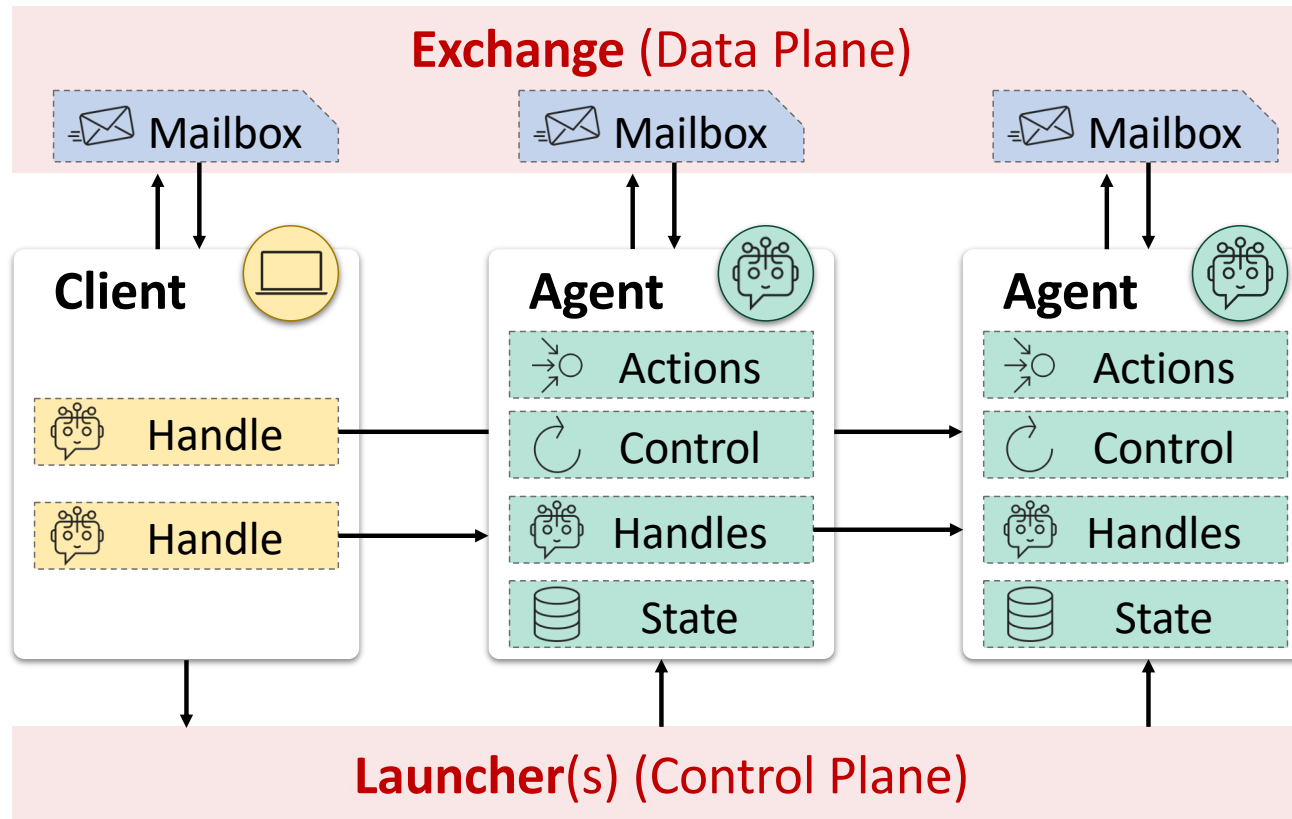 Exchange (Data Plane)
Mailbox
Mailbox
Mailbox
Client
Handle
Handle
Agent
Actions
Control
Handles
State
Agent
Actions
Control
Handles
State
Launcher(s) (Control Plane)